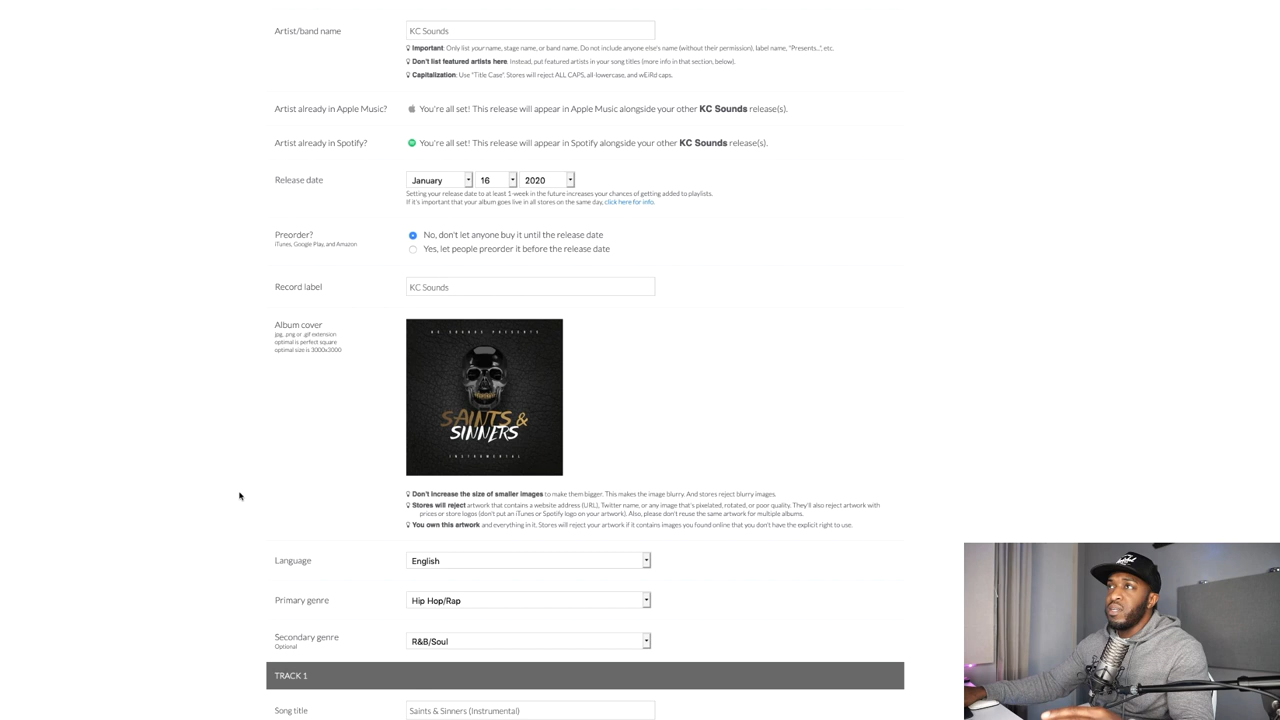 Artist/band name
KC Sounds
Important: Only list your name, stage name, or band name. Do not include anyone else's name (without their permission), label name, "Presents...", etc.
Don't list featured artists here. Instead, put featured artists in your song titles (more info in that section, below).
Capitalization: Use "Title Case". Stores will reject ALL CAPS, all-lowercase, and wEiRd caps.
Artist already in Apple Music?
You're all set! This release will appear in Apple Music alongside your other KC Sounds release(s).
Artist already in Spotify?
You're all set! This release will appear in Spotify alongside your other KC Sounds release(s).
Release date
January 16 2020
Setting your release date to at least 1-week in the future increases your chances of getting added to playlists.
If it's important that your album goes live in all stores on the same day, click here for info.
Preorder?
iTunes, Google Play, and Amazon
No, don't let anyone buy it until the release date
Yes, let people preorder it before the release date
Record label
KC Sounds
Album cover
jpg, .png or .gif extension
optimal is perfect square
optimal size is 3000x3000
KC SOUNDS PRESENTS
SAINTS &
SINNERS
INSTRUMENTAL
Don't increase the size of smaller images to make them bigger. This makes the image blurry. And stores reject blurry images.
Stores will reject artwork that contains a website address (URL), Twitter name, or any image that's pixelated, rotated, or poor quality. They'll also reject artwork with
prices or store logos (don't put an iTunes or Spotify logo on your artwork). Also, please don't reuse the same artwork for multiple albums.
You own this artwork and everything in it. Stores will reject your artwork if it contains images you found online that you don't have the explicit right to use.
Language
English
Primary genre
Hip Hop/Rap
Secondary genre
Optional
R&B/Soul
TRACK 1
Song title
Saints & Sinners (Instrumental)